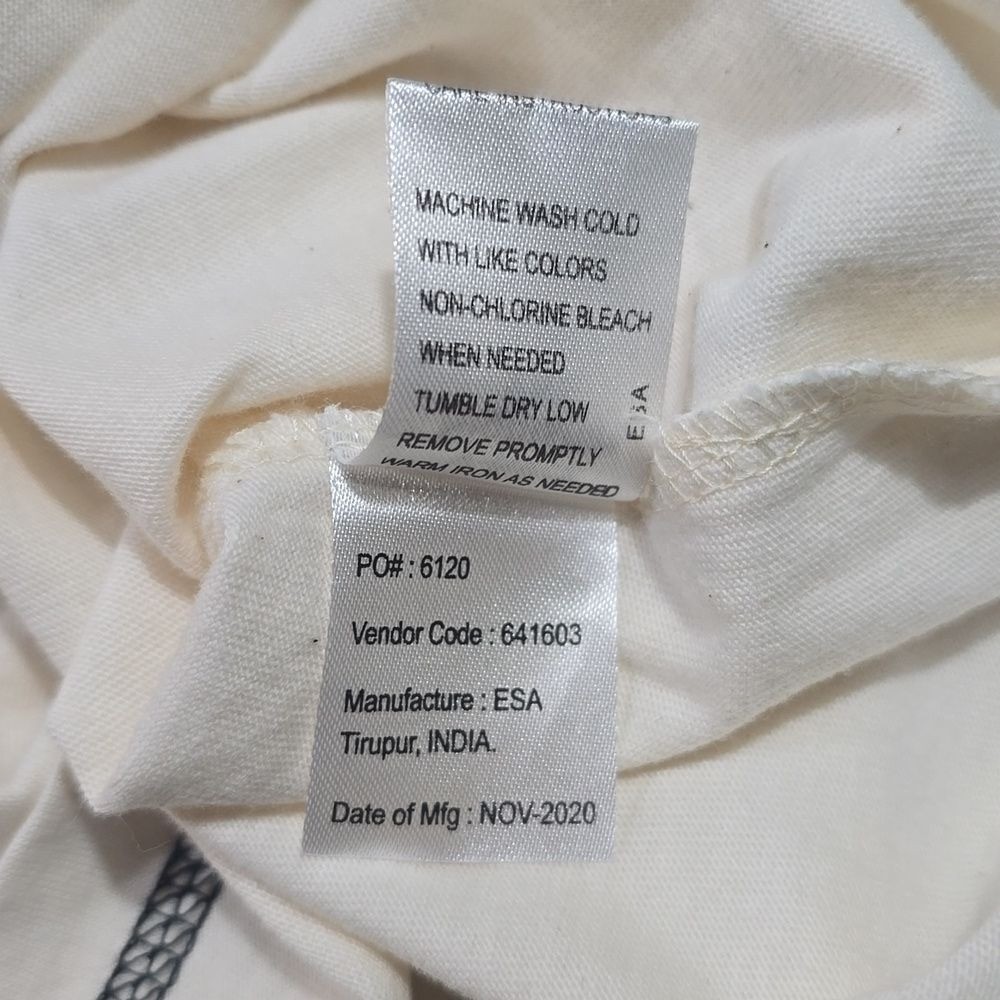 MACHINE WASH COLD
WITH LIKE COLORS
NON-CHLORINE BLEACH
WHEN NEEDED
TUMBLE DRY LOW
REMOVE PROMPTLY
WARM IRON AS NEEDED
ESA
PO# : 6120
Vendor Code : 641603
Manufacture : ESA
Tirupur, INDIA.
Date of Mfg : NOV-2020